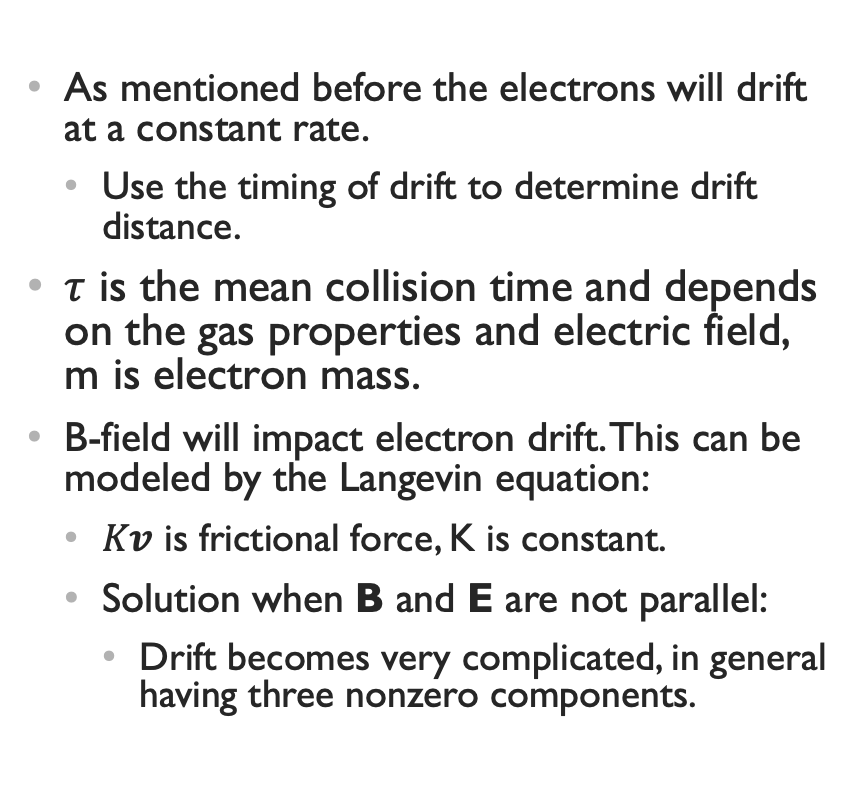 • As mentioned before the electrons will drift
at a constant rate.
• Use the timing of drift to determine drift
distance.
• τ is the mean collision time and depends
on the gas properties and electric field,
m is electron mass.
• B-field will impact electron drift. This can be
modeled by the Langevin equation:
• Kv is frictional force, K is constant.
• Solution when B and E are not parallel:
• Drift becomes very complicated, in general
having three nonzero components.